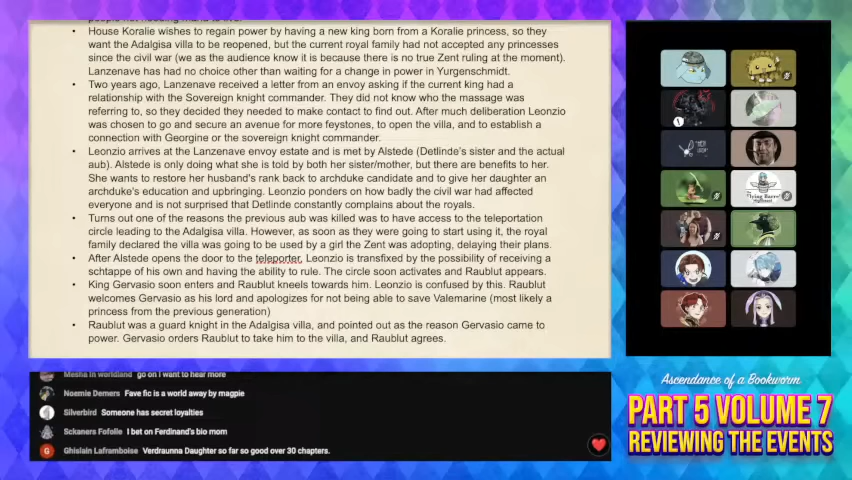 • House Koralie wishes to regain power by having a new king born from a Koralie princess, so they
want the Adalgisa villa to be reopened, but the current royal family had not accepted any princesses
since the civil war (we as the audience know it is because there is no true Zent ruling at the moment).
Lanzenave has had no choice other than waiting for a change in power in Yurgenschmidt.
• Two years ago, Lanzenave received a letter from an envoy asking if the current king had a
relationship with the Sovereign knight commander. They did not know who the massage was
referring to, so they decided they needed to make contact to find out. After much deliberation Leonzio
was chosen to go and secure an avenue for more feystones, to open the villa, and to establish a
connection with Georgine or the sovereign knight commander.
• Leonzio arrives at the Lanzenave envoy estate and is met by Alstede (Detlinde's sister and the actual
aub). Alstede is only doing what she is told by both her sister/mother, but there are benefits to her.
She wants to restore her husband's rank back to archduke candidate and to give her daughter an
archduke's education and upbringing. Leonzio ponders on how badly the civil war had affected
everyone and is not surprised that Detlinde constantly complains about the royals.
• Turns out one of the reasons the previous aub was killed was to have access to the teleportation
circle leading to the Adalgisa villa. However, as soon as they were going to start using it, the royal
family declared the villa was going to be used by a girl the Zent was adopting, delaying their plans.
• After Alstede opens the door to the teleporter, Leonzio is transfixed by the possibility of receiving a
schtappe of his own and having the ability to rule. The circle soon activates and Raublut appears.
• King Gervasio soon enters and Raublut kneels towards him. Leonzio is confused by this. Raublut
welcomes Gervasio as his lord and apologizes for not being able to save Valemarine (most likely a
princess from the previous generation)
• Raublut was a guard knight in the Adalgisa villa, and pointed out as the reason Gervasio came to
power. Gervasio orders Raublut to take him to the villa, and Raublut agrees.
Mesha in worldland go on I want to hear more
Noemie Demers Fave fic is a world away by magpie
Silverbird Someone has secret loyalties
Sckaners Fofolle I bet on Ferdinand's bio mom
G Ghislain Laframboise Verdraunna Daughter so far so good over 30 chapters.
Ascendance of a Bookworm
PART 5 VOLUME 7
REVIEWING THE EVENTS